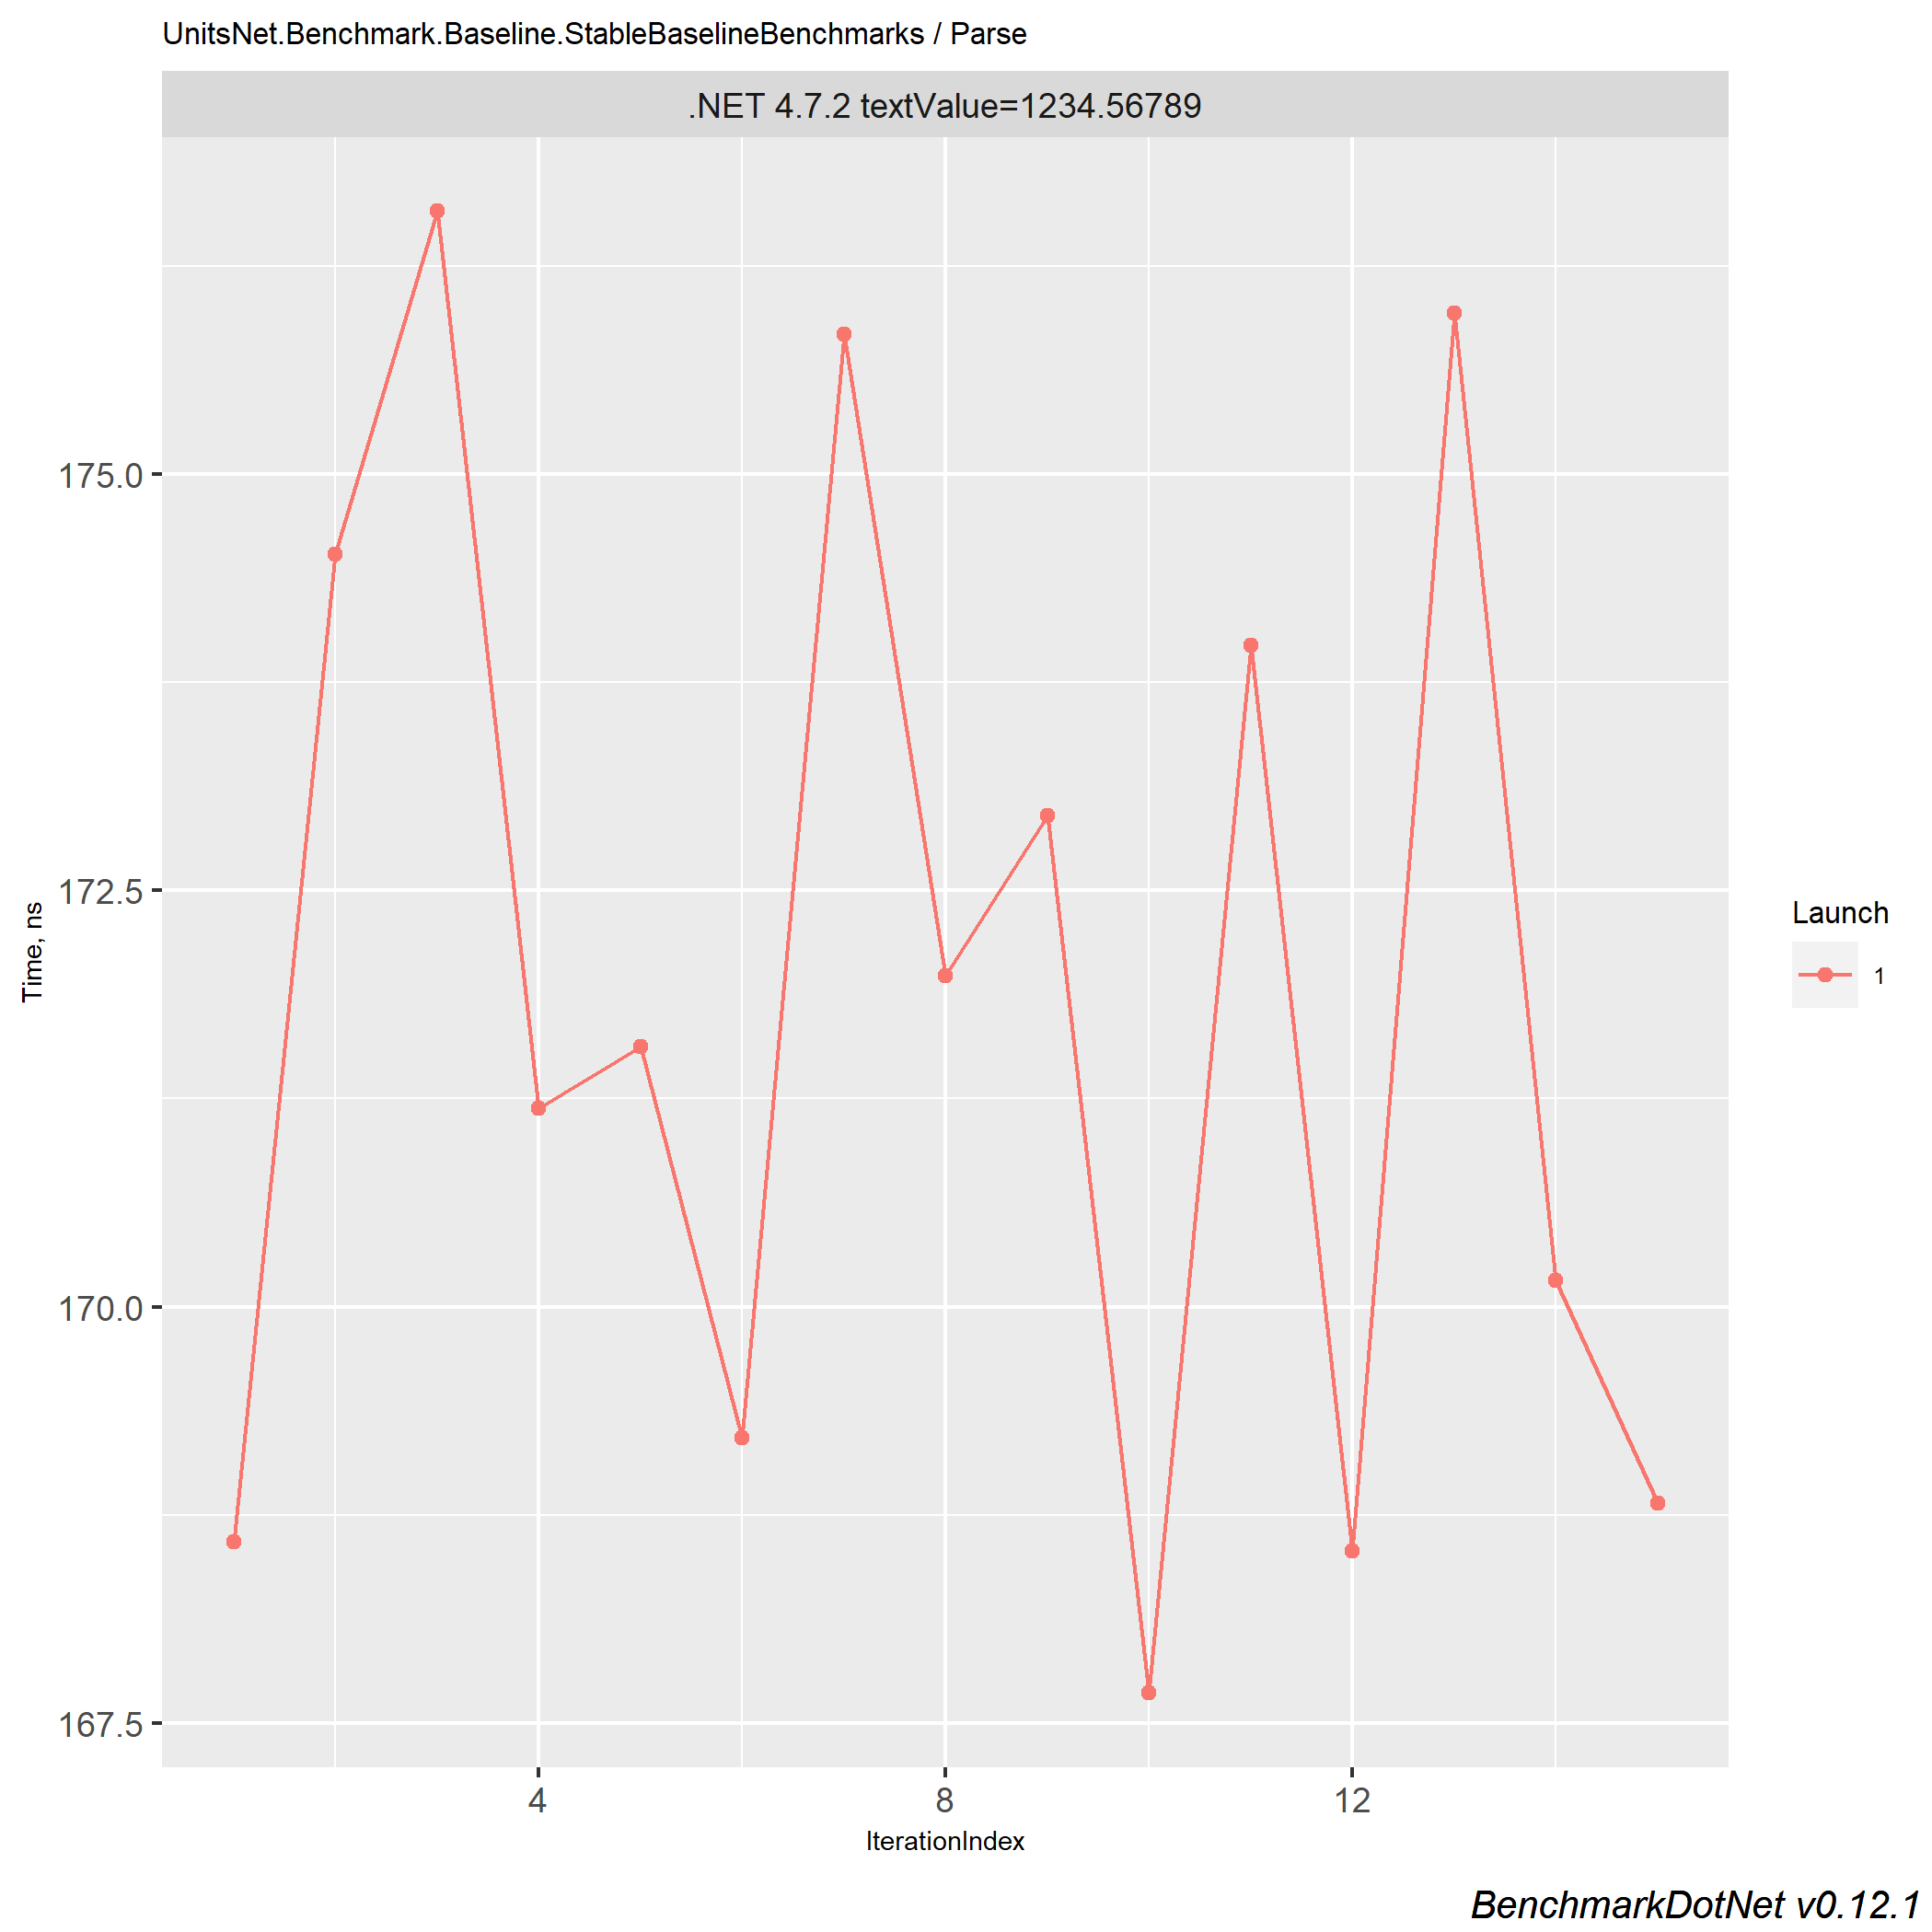 UnitsNet.Benchmark.Baseline.StableBaselineBenchmarks / Parse
.NET 4.7.2 textValue=1234.56789
175.0
172.5
170.0
167.5
Time, ns
4
8
12
IterationIndex
Launch
1
BenchmarkDotNet v0.12.1